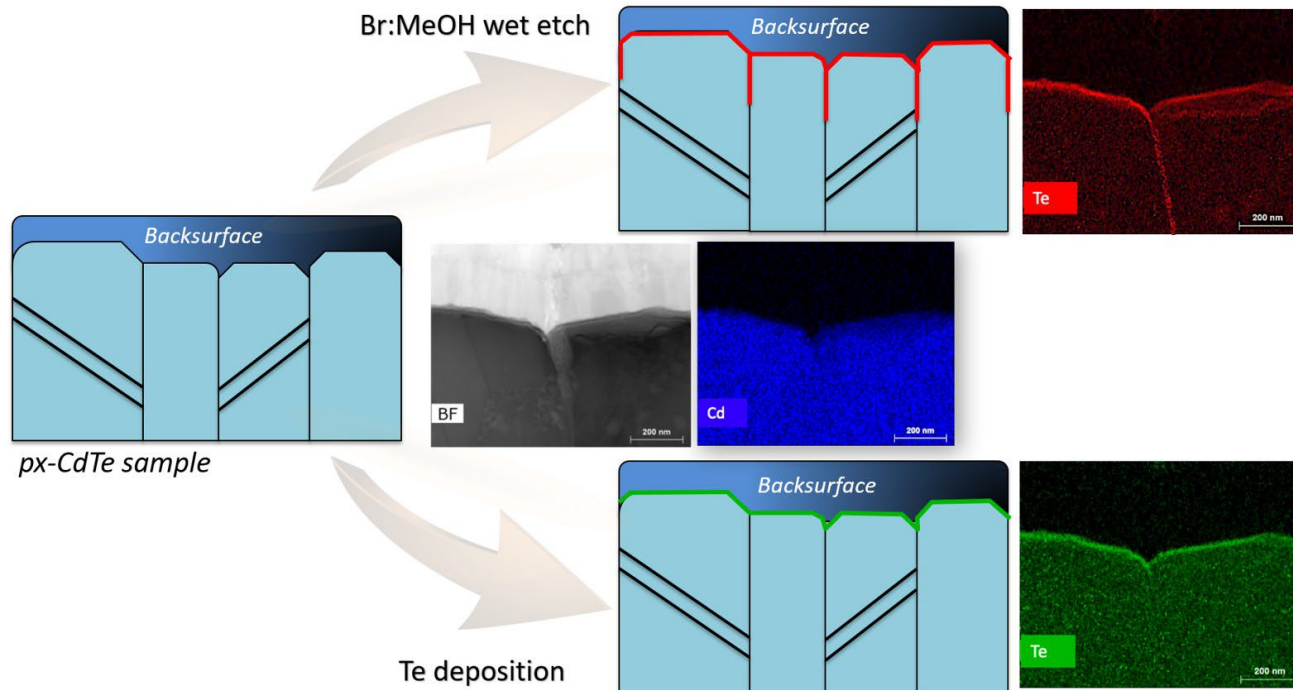 Br:MeOH wet etch
Backsurface
Te
200 nm
Backsurface
px-CdTe sample
BF
200 nm
Cd
200 nm
Te deposition
Backsurface
Te
200 nm